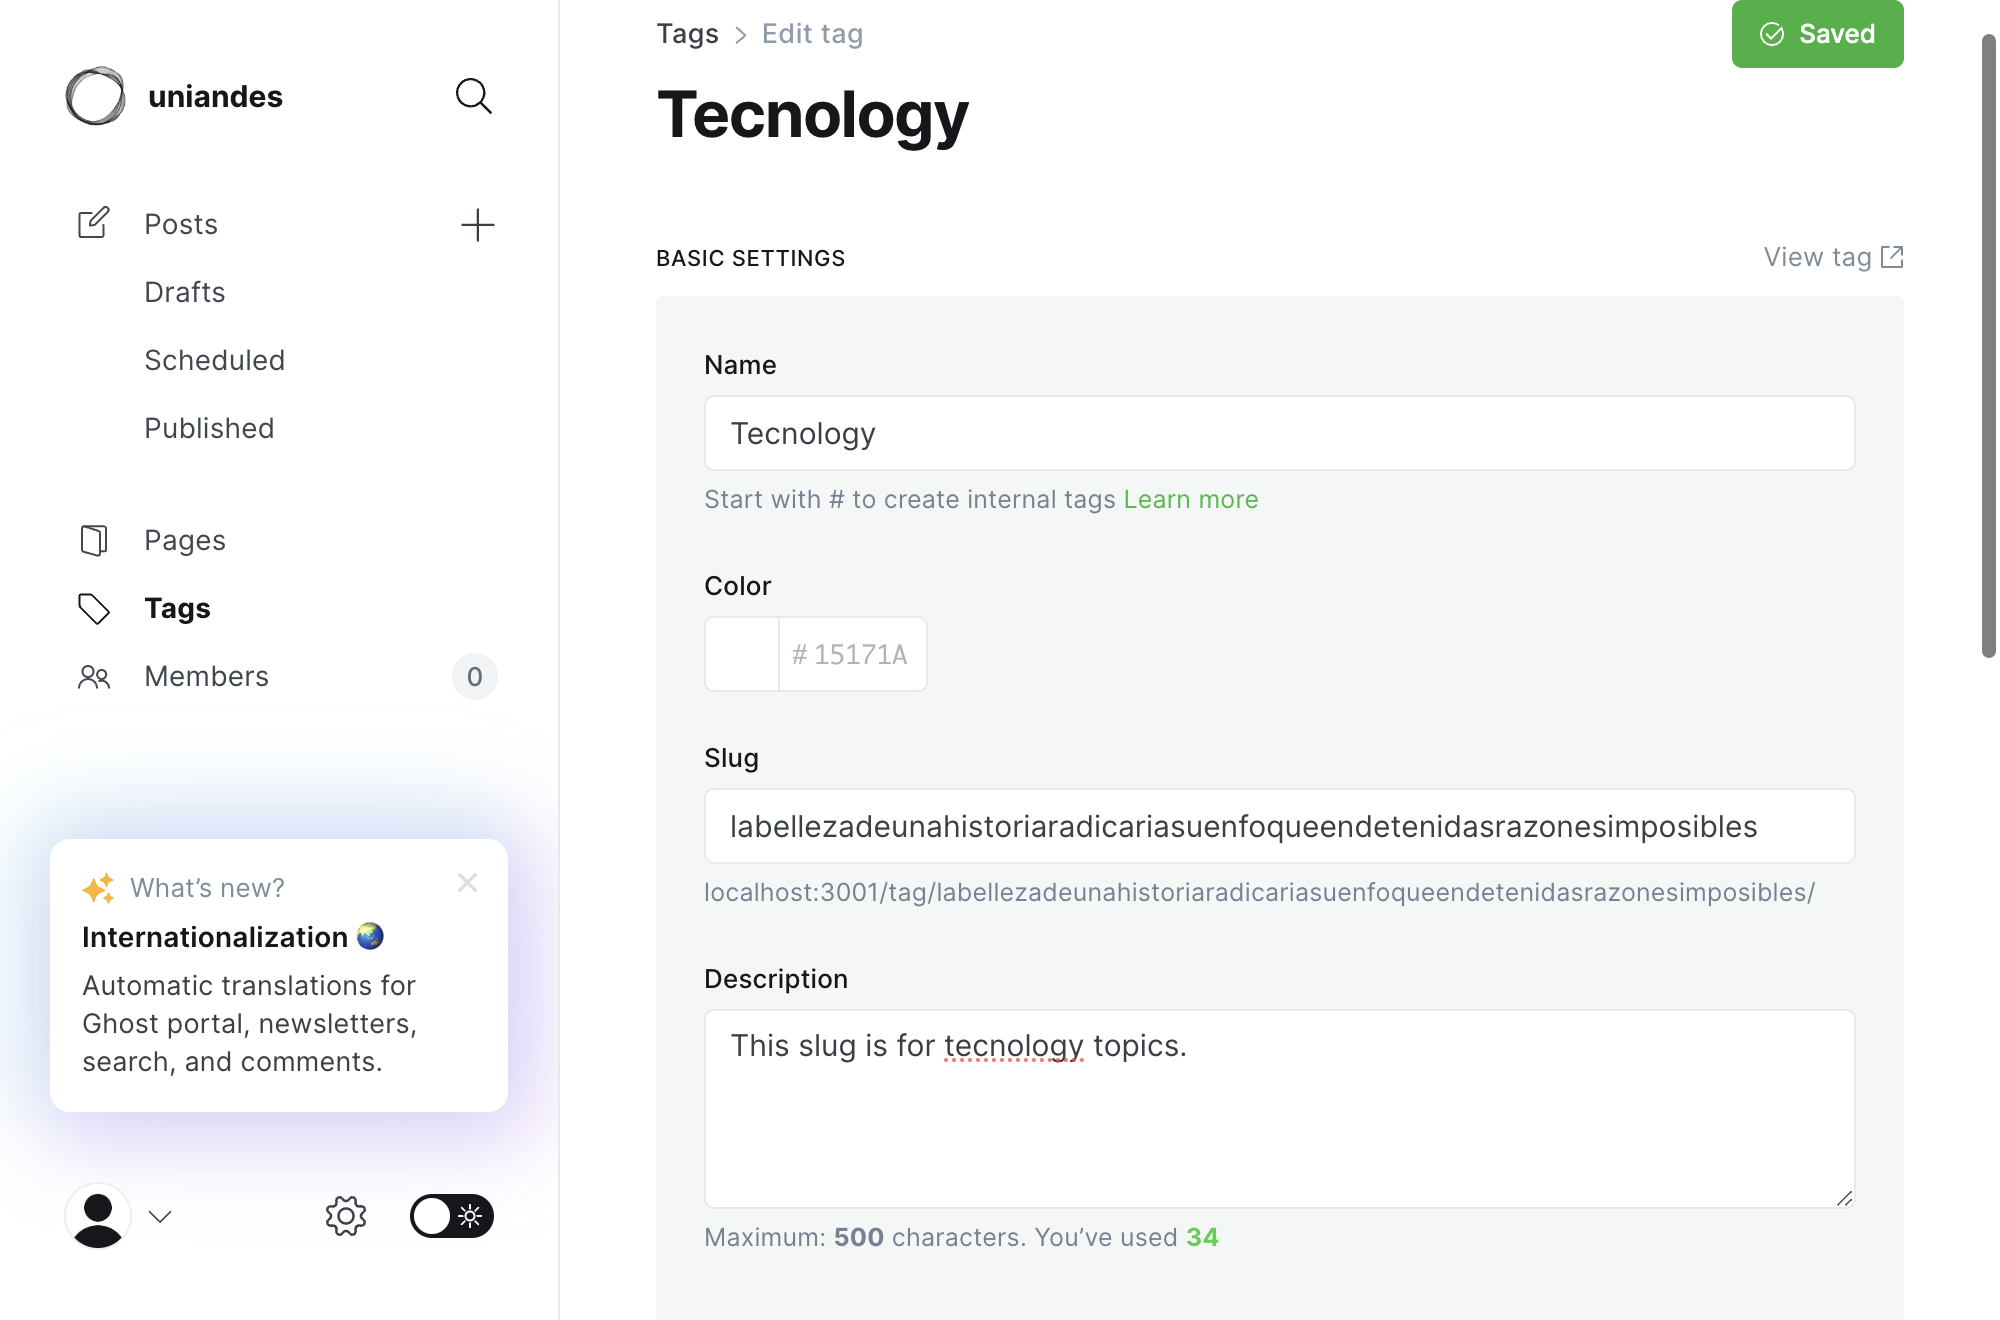 uniandes
Posts
Drafts
Scheduled
Published
Pages
Tags
Members 0
What’s new?
Internationalization
Automatic translations for
Ghost portal, newsletters,
search, and comments.
Tags > Edit tag
Saved
Tecnology
BASIC SETTINGS
View tag
Name
Tecnology
Start with # to create internal tags Learn more
Color
# 15171A
Slug
labellezadeunahistoriaradicariasuenfoqueendetenidasrazonesimposibles
localhost:3001/tag/labellezadeunahistoriaradicariasuenfoqueendetenidasrazonesimposibles/
Description
This slug is for tecnology topics.
Maximum: 500 characters. You’ve used 34